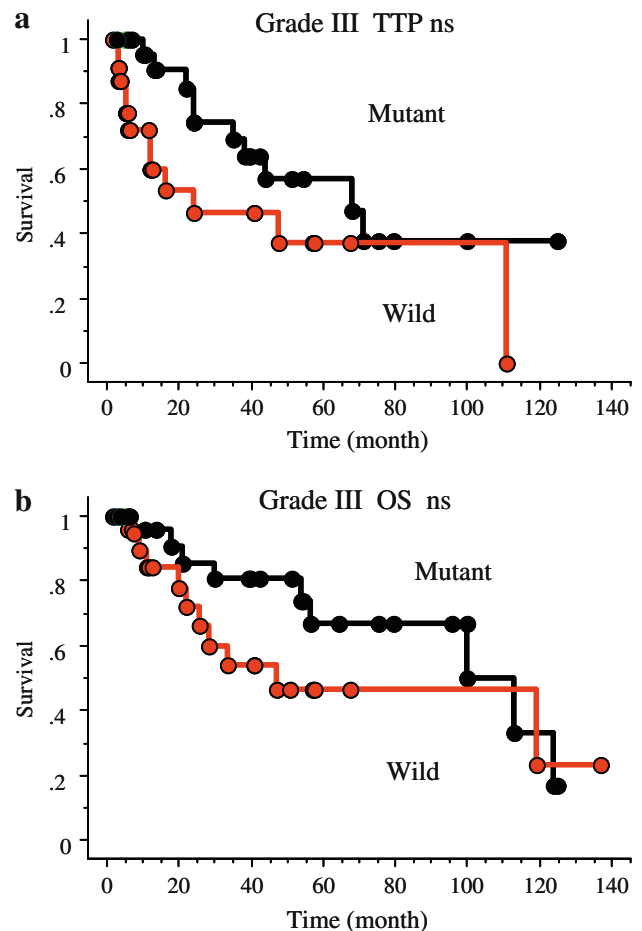 a
Grade III TTP ns
1
.8
.6
.4
.2
0
Survival
Mutant
Wild
0 20 40 60 80 100 120 140
Time (month)
b
Grade III OS ns
1
.8
.6
.4
.2
0
Survival
Mutant
Wild
0 20 40 60 80 100 120 140
Time (month)